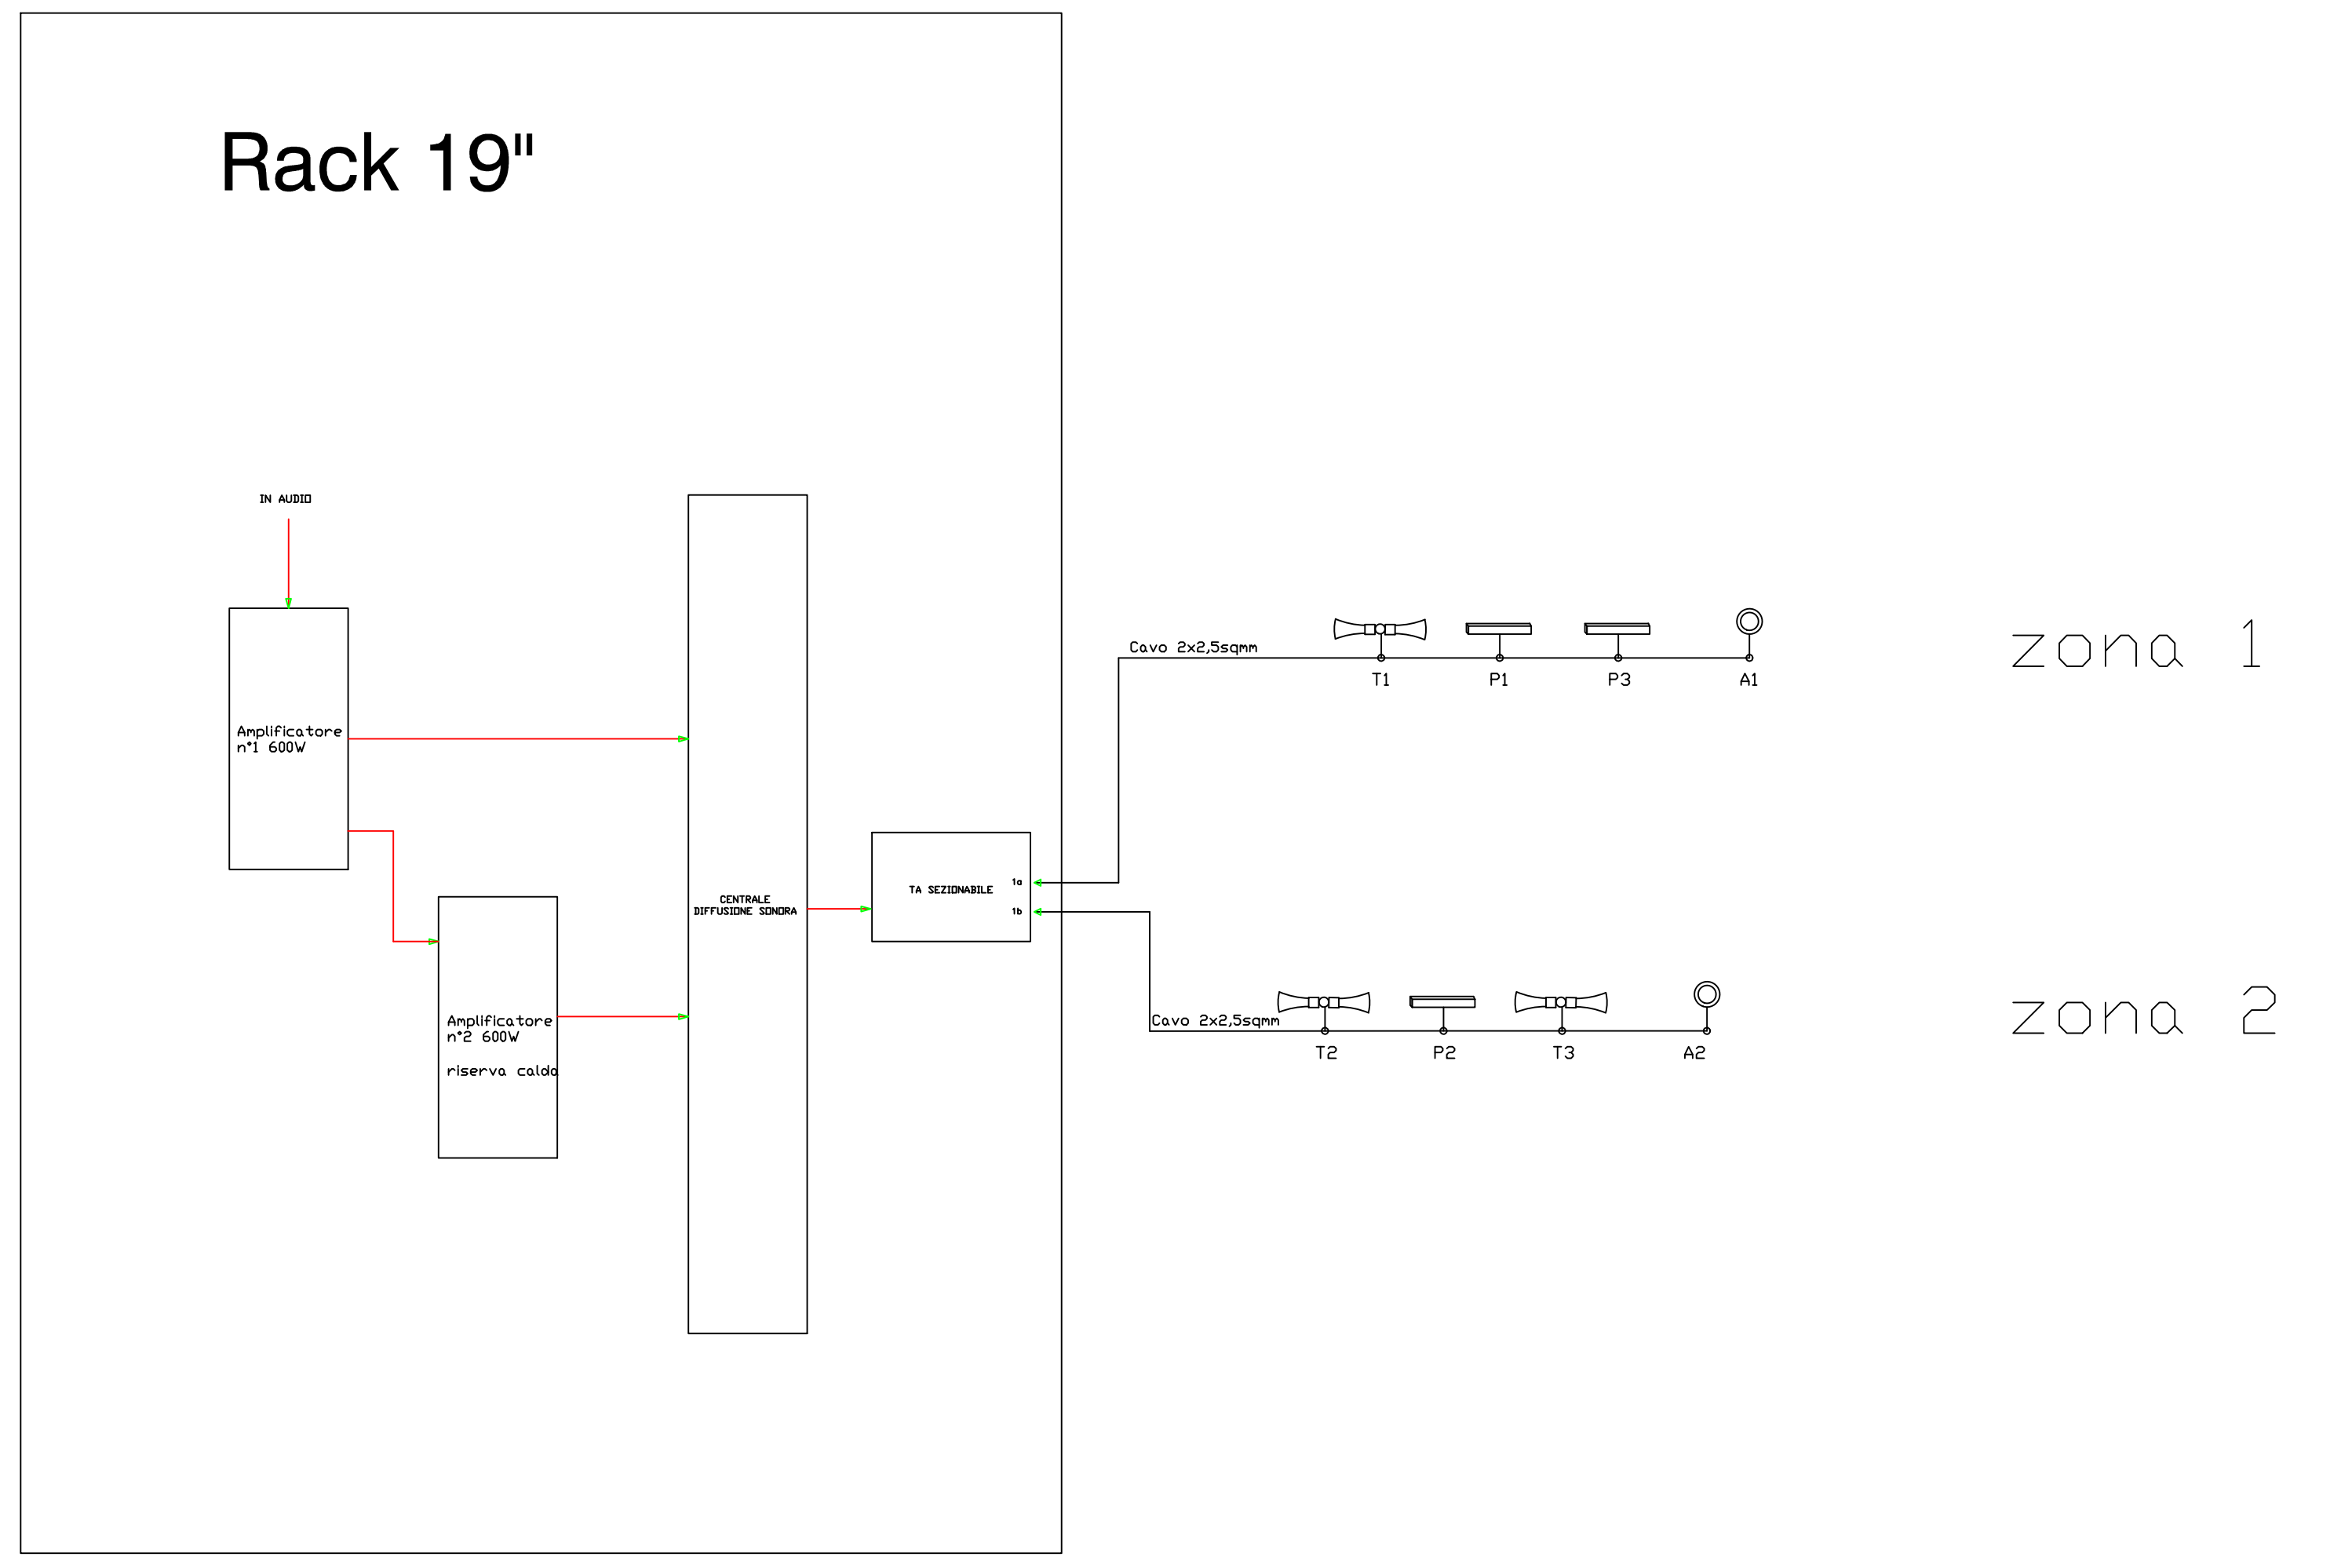 Rack 19"
IN AUDIO
Amplificatore
n°1 600W
Amplificatore
n°2 600W
riserva calda
CENTRALE
DIFFUSIONE SONORA
TA SEZIONABILE
1a
1b
Cavo 2x2,5sqmm
T1
P1
P3
A1
zona 1
Cavo 2x2,5sqmm
T2
P2
T3
A2
zona 2